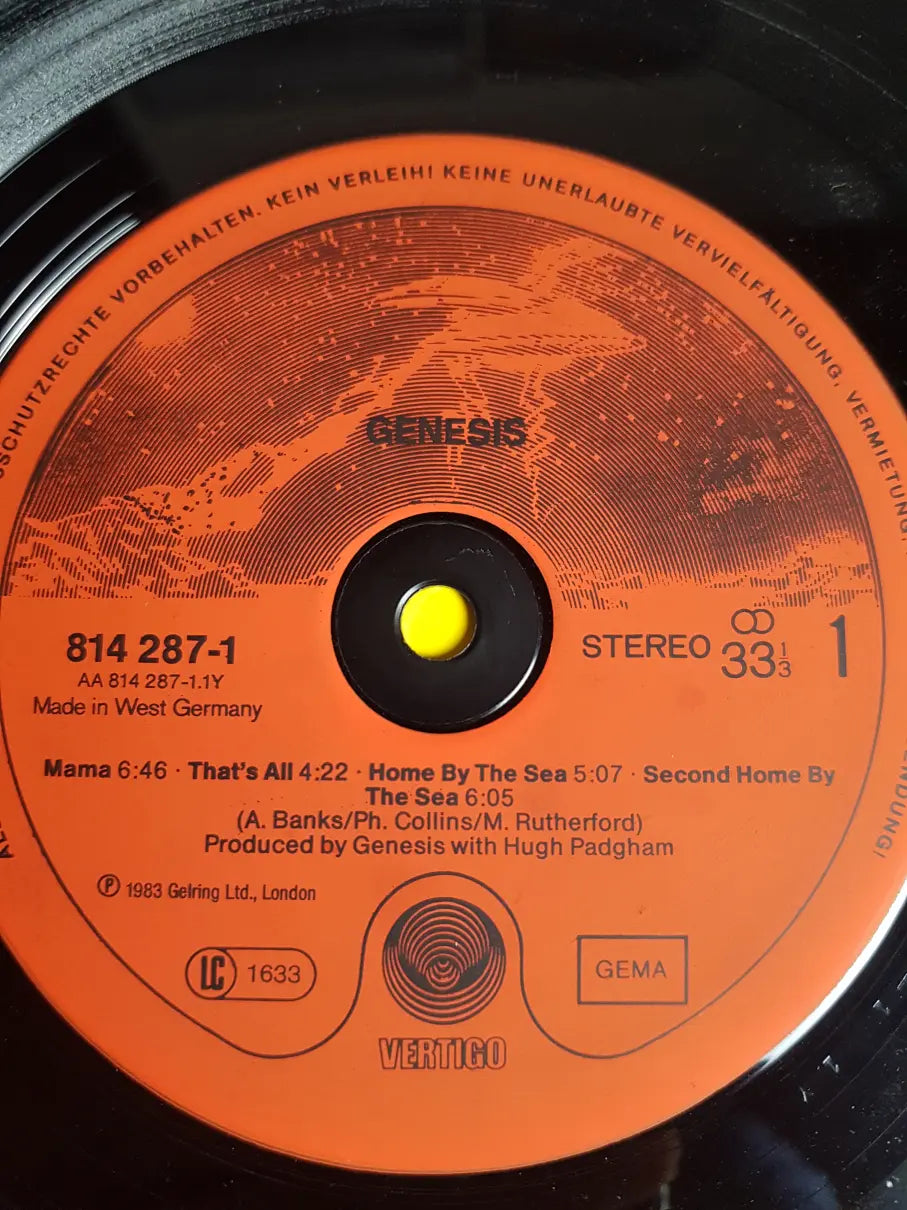 SCHUTZRECHTE VORBEHALTEN. KEIN VERLEIH! KEINE UNERLAUBTE VERVIELFÄLTIGUNG, VERMIETUNG,
GENESIS
814 287-1
AA 814 287-1.1Y
Made in West Germany
STEREO 33 1/3
1
Mama 6:46 · That's All 4:22 · Home By The Sea 5:07 · Second Home By
The Sea 6:05
(A. Banks/Ph. Collins/M. Rutherford)
Produced by Genesis with Hugh Padgham
℗ 1983 Gelring Ltd., London
LC 1633
GEMA
VERTIGO